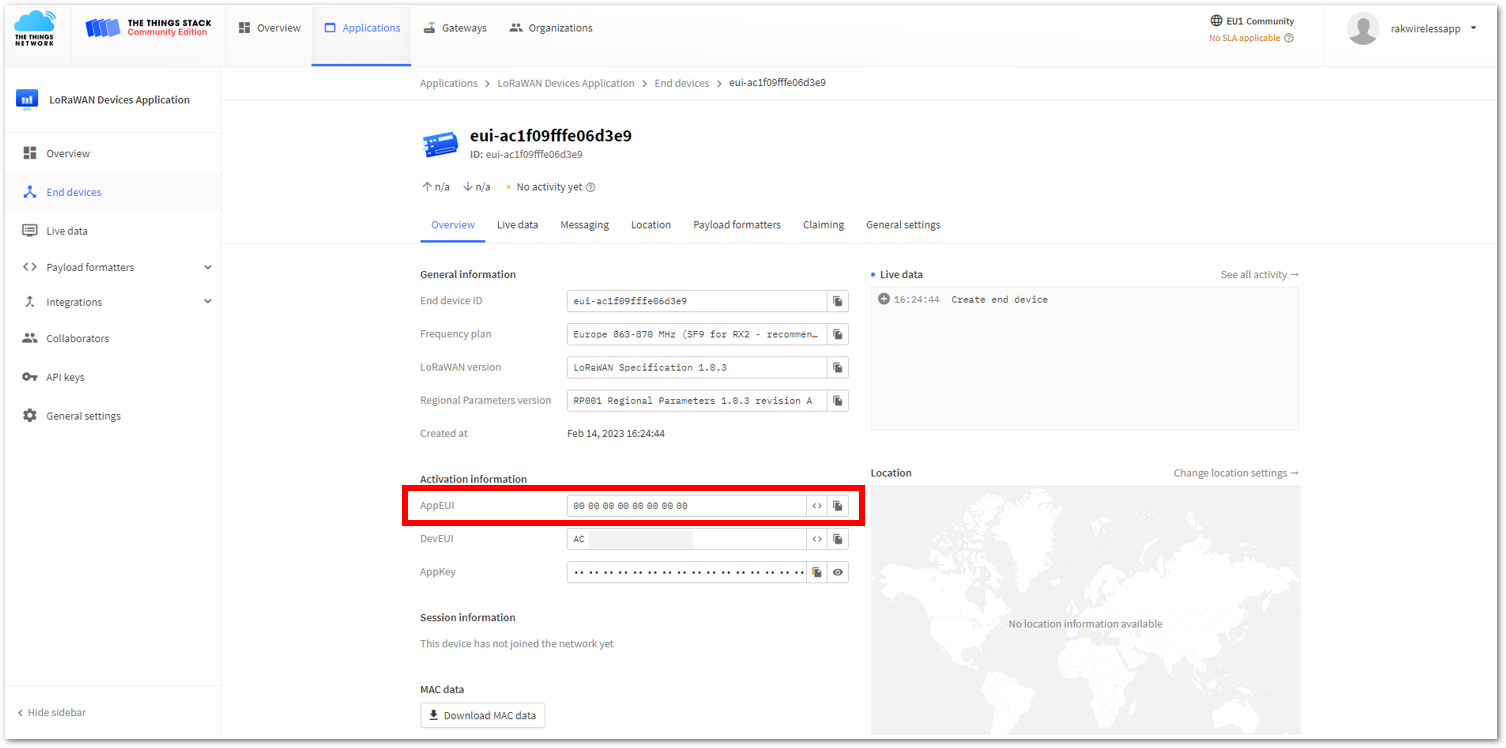 THE THINGS
NETWORK
THE THINGS STACK
Community Edition
Overview
Applications
Gateways
Organizations
EU1 Community
No SLA applicable
rakwirelessapp
LoRaWAN Devices Application
Overview
End devices
Live data
Payload formatters
Integrations
Collaborators
API keys
General settings
Hide sidebar
Applications > LoRaWAN Devices Application > End devices > eui-ac1f09fffe06d3e9
eui-ac1f09fffe06d3e9
ID: eui-ac1f09fffe06d3e9
↑ n/a ↓ n/a • No activity yet
Overview Live data Messaging Location Payload formatters Claiming General settings
General information
End device ID eui-ac1f09fffe06d3e9
Frequency plan Europe 863-870 MHz (SF9 for RX2 - recommen…
LoRaWAN version LoRaWAN Specification 1.0.3
Regional Parameters version RP001 Regional Parameters 1.0.3 revision A
Created at Feb 14, 2023 16:24:44
Activation information
AppEUI 00 00 00 00 00 00 00 00
DevEUI AC
AppKey •• •• •• •• •• •• •• •• •• •• •• •• •• •• •• ••
Session information
This device has not joined the network yet
MAC data
Download MAC data
Live data See all activity →
16:24:44 Create end device
Location Change location settings →
No location information available